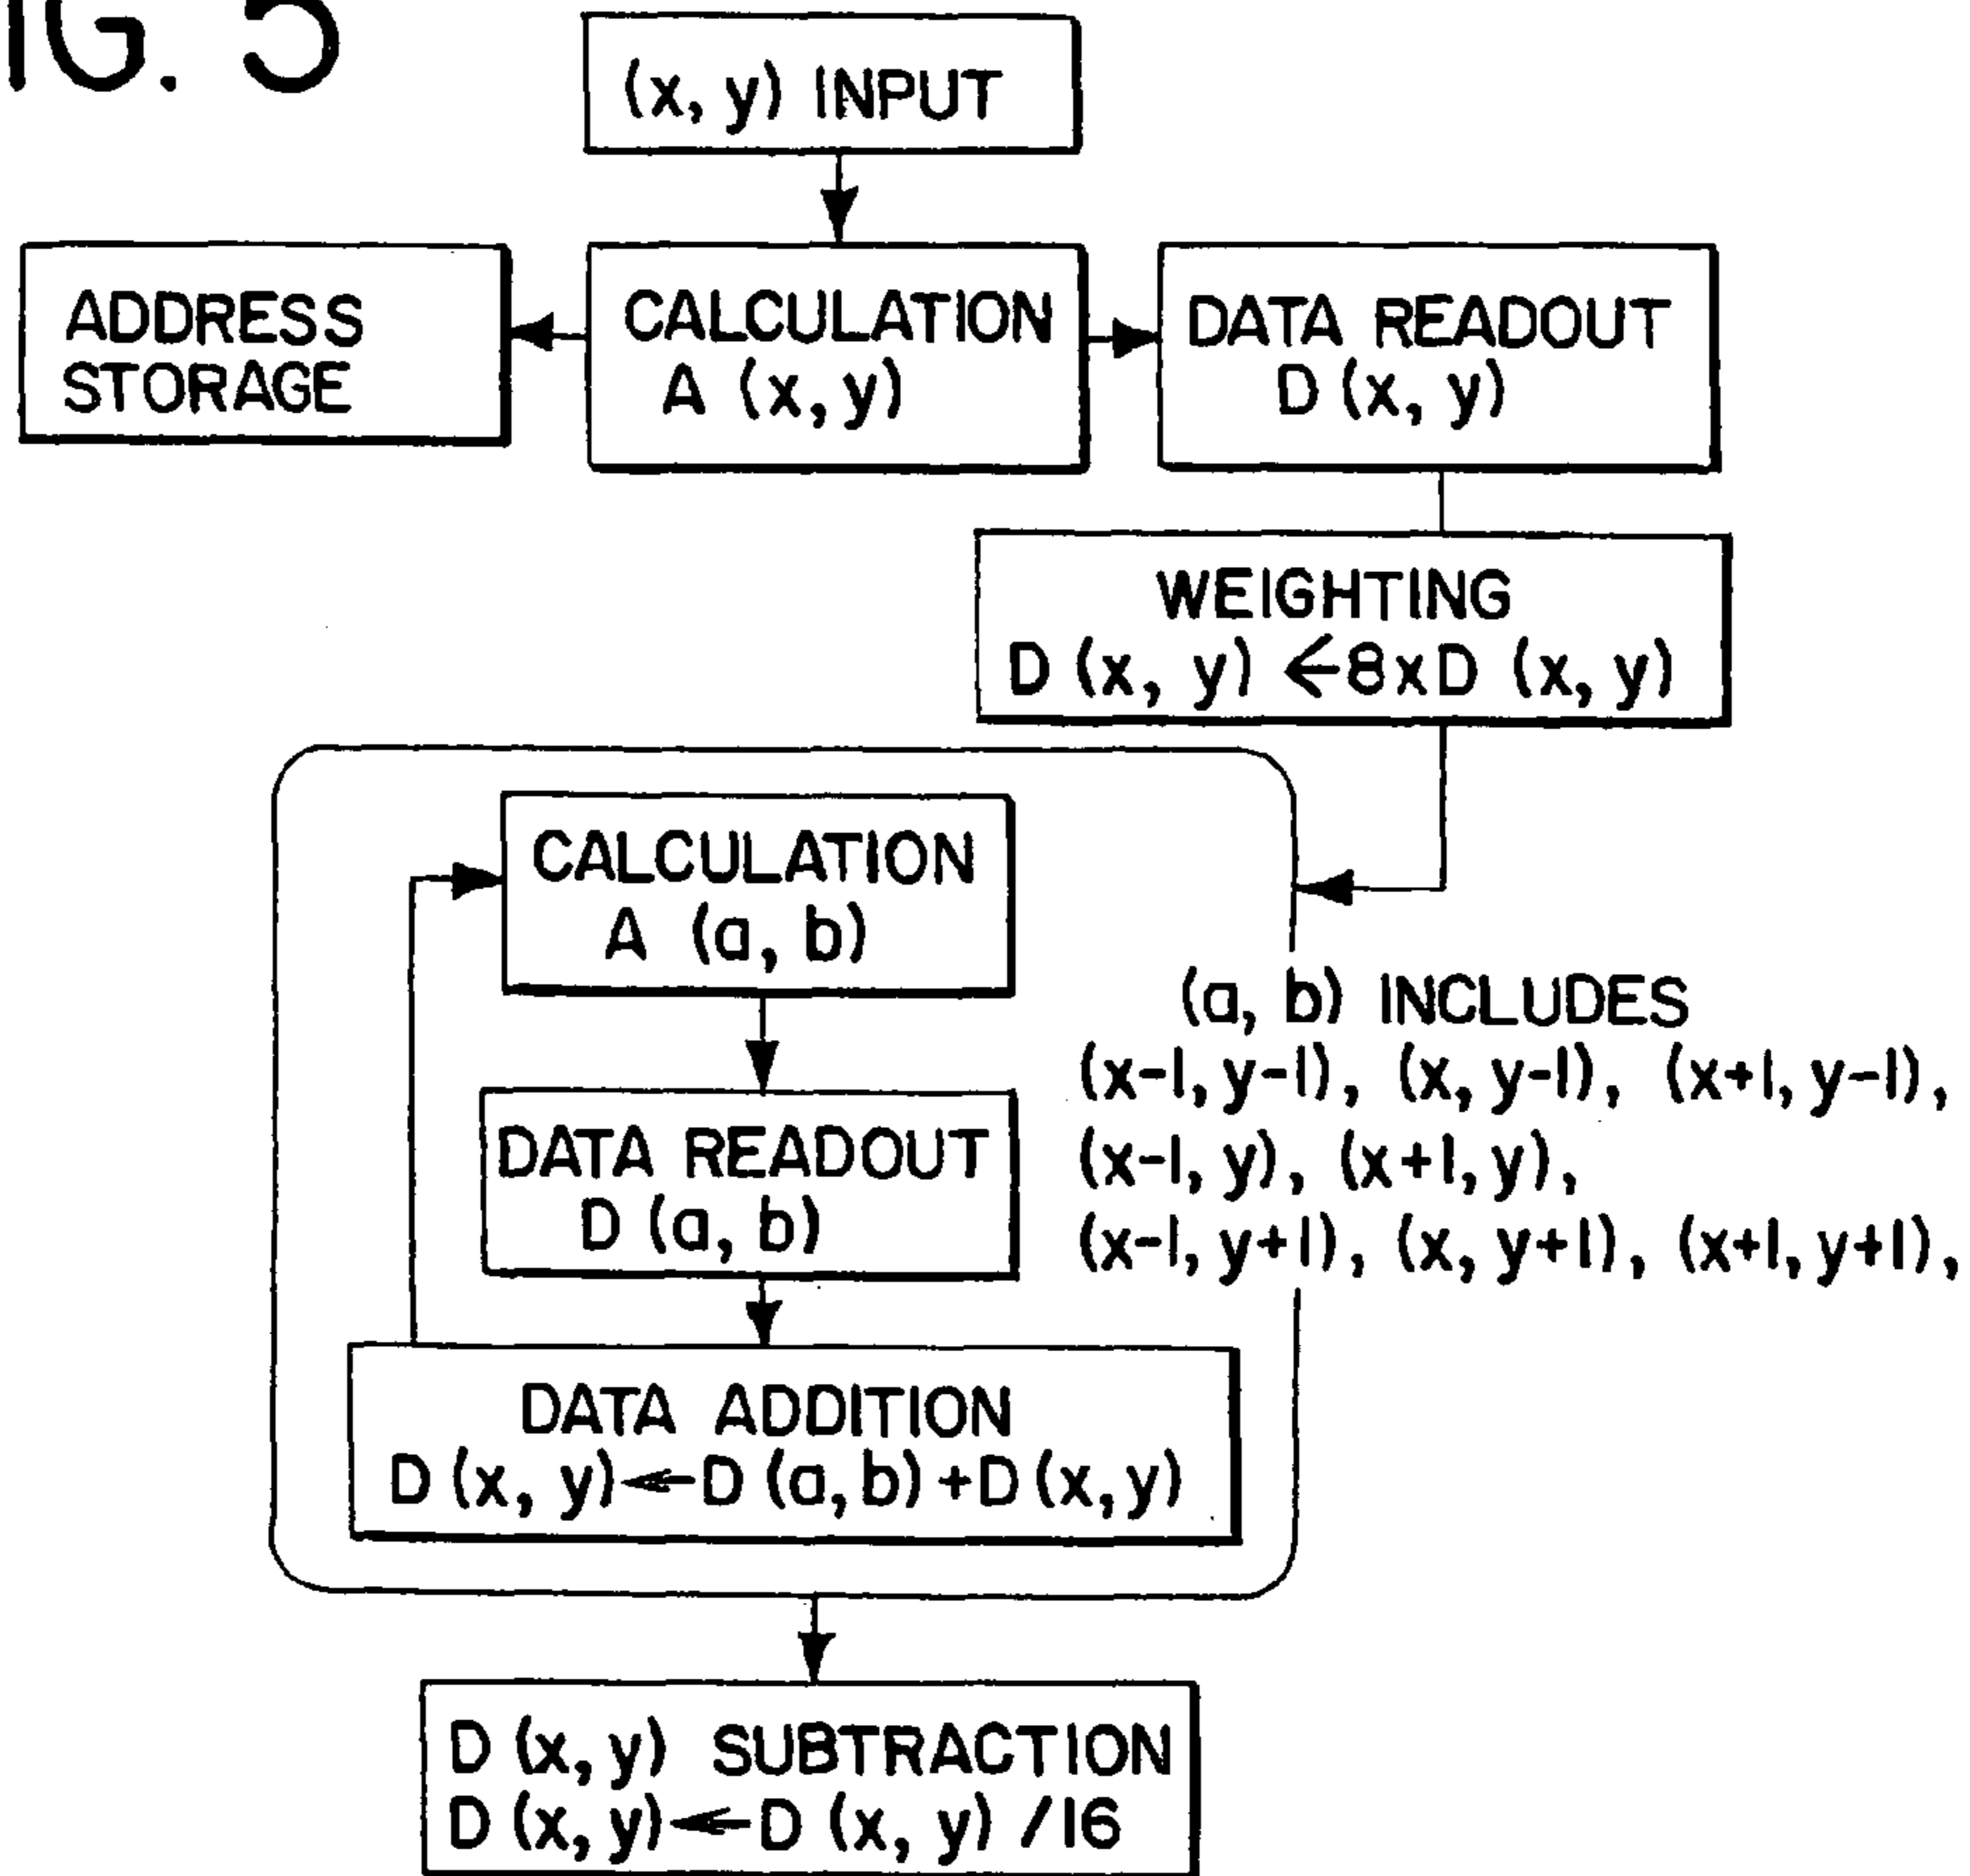 IG. 5
(x, y) INPUT
ADDRESS
STORAGE
CALCULATION
A (x, y)
DATA READOUT
D (x, y)
WEIGHTING
D (x, y) ←8xD (x, y)
CALCULATION
A (a, b)
(a, b) INCLUDES
(x-1, y-1), (x, y-1), (x+1, y-1),
(x-1, y), (x+1, y),
(x-1, y+1), (x, y+1), (x+1, y+1),
DATA READOUT
D (a, b)
DATA ADDITION
D (x, y)←D (a, b) +D (x, y)
D (x, y) SUBTRACTION
D (x, y)←D (x, y) /16